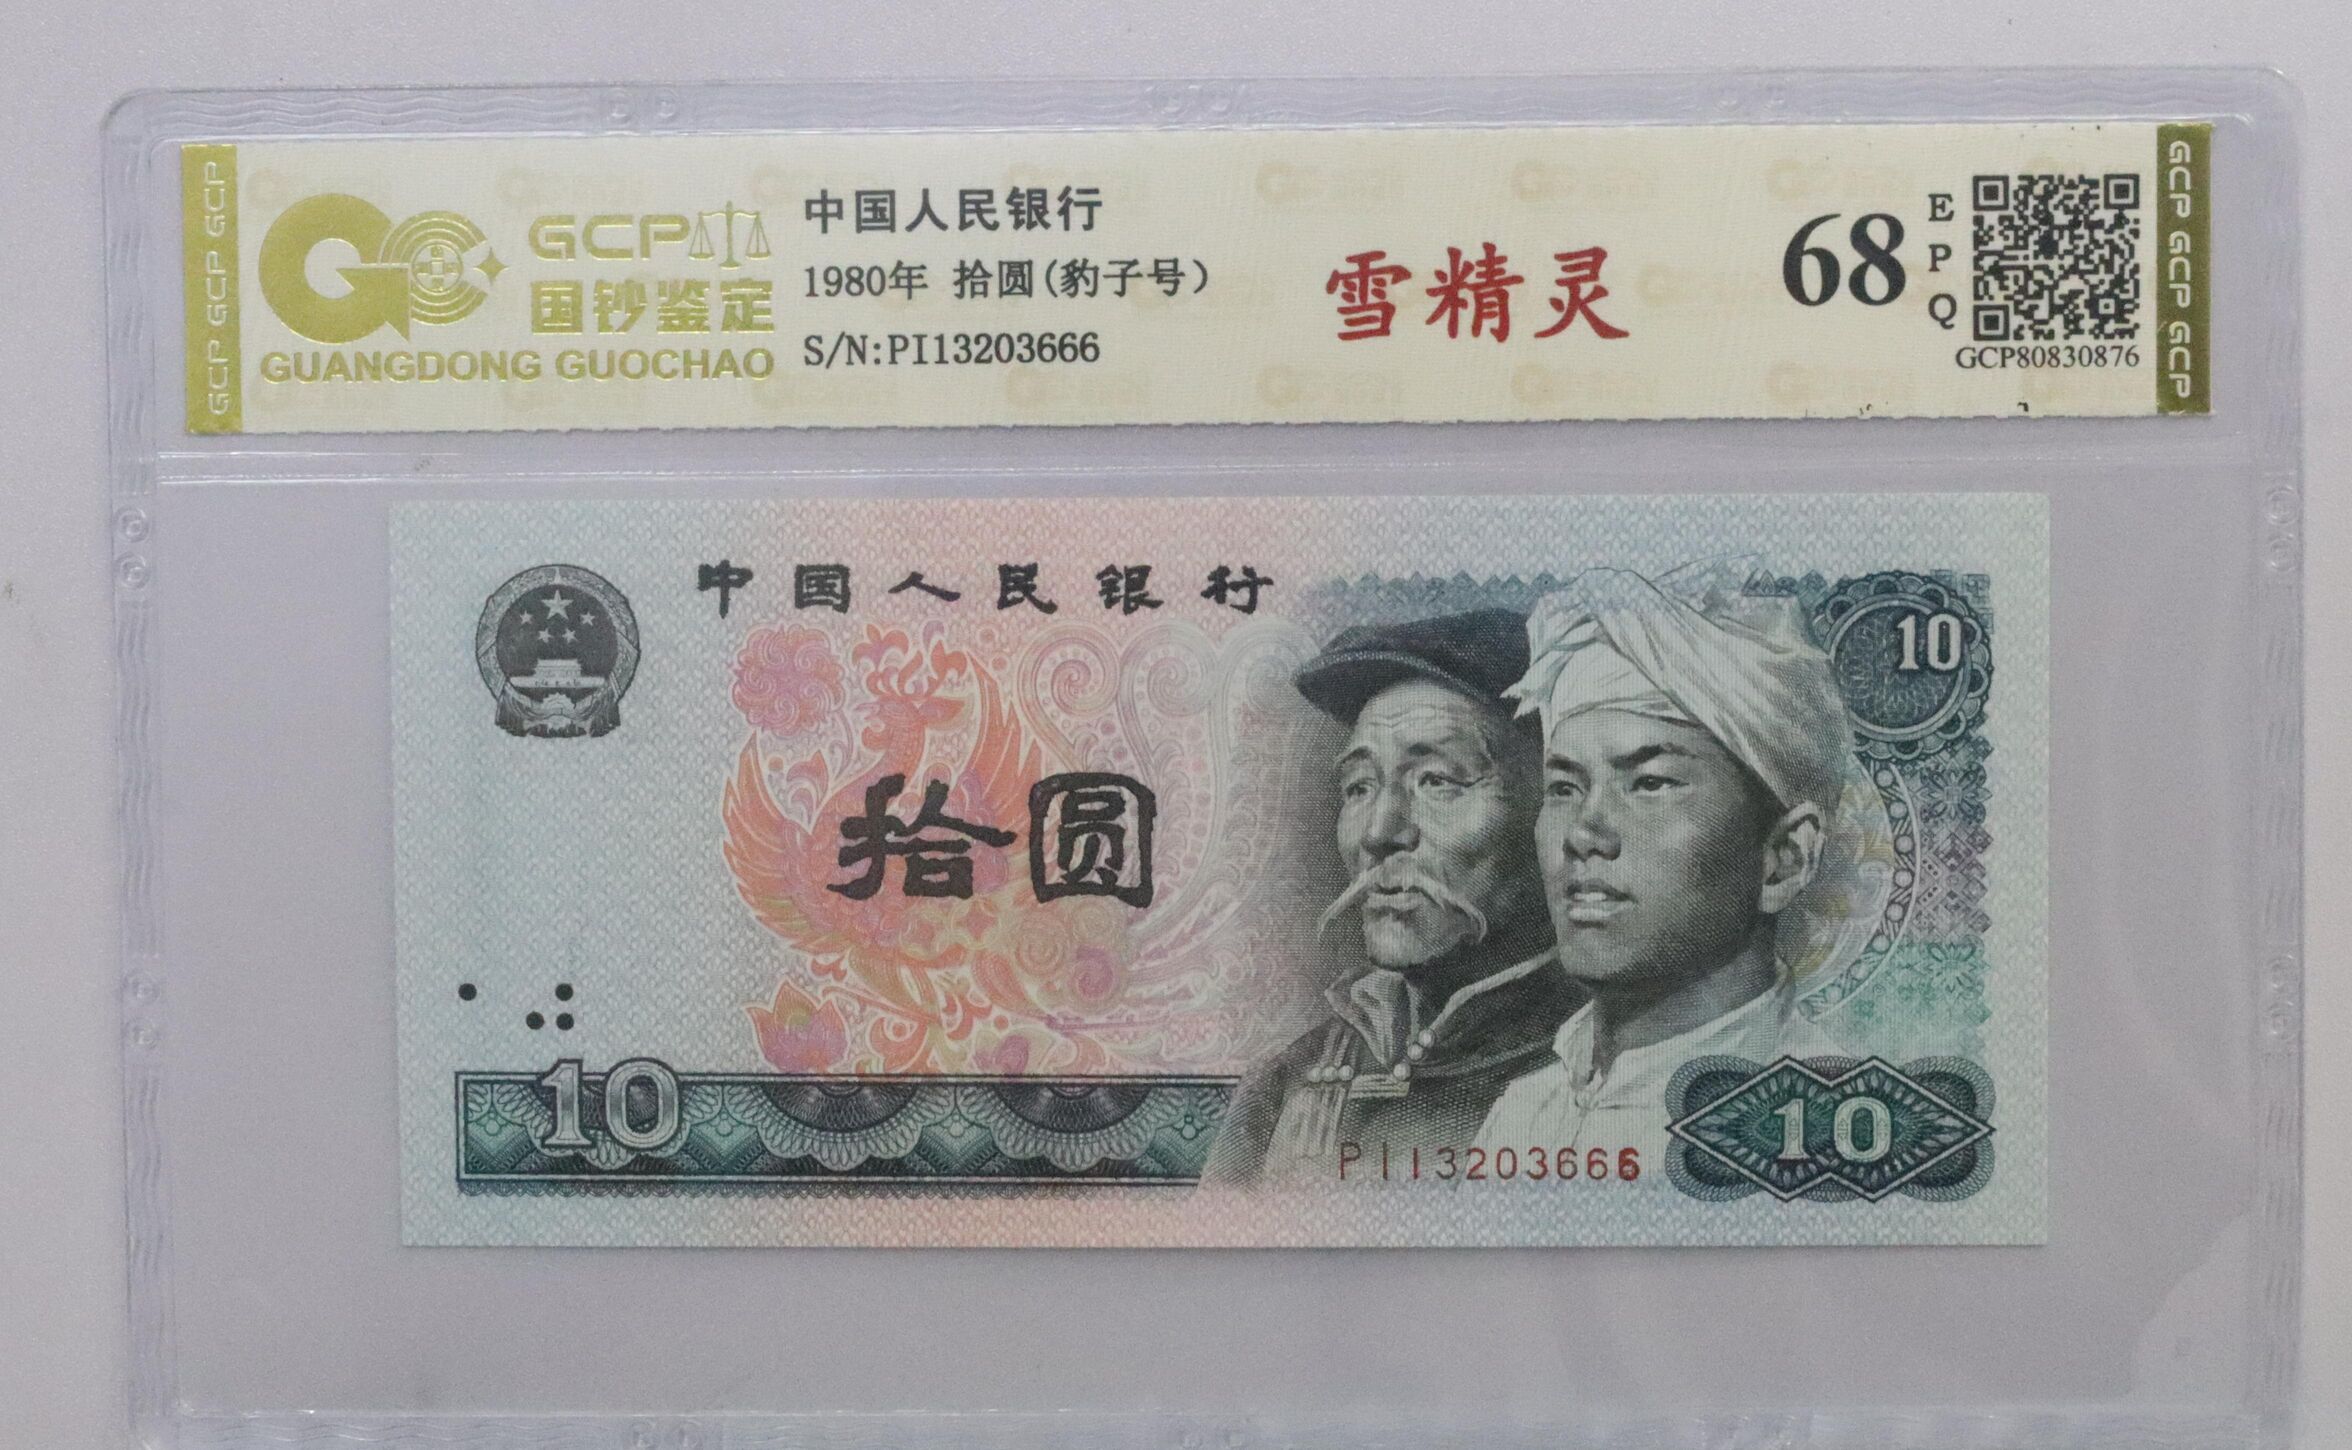 GCP GCP GCP
GCP
国钞鉴定
GUANGDONG GUOCHAO
中国人民银行
1980年 拾圆(豹子号)
S/N:PI13203666
雪精灵
68
E
P
Q
GCP80830876
GCP GCP GCP
中国人民银行
10
拾圆
10
PI13203666
10